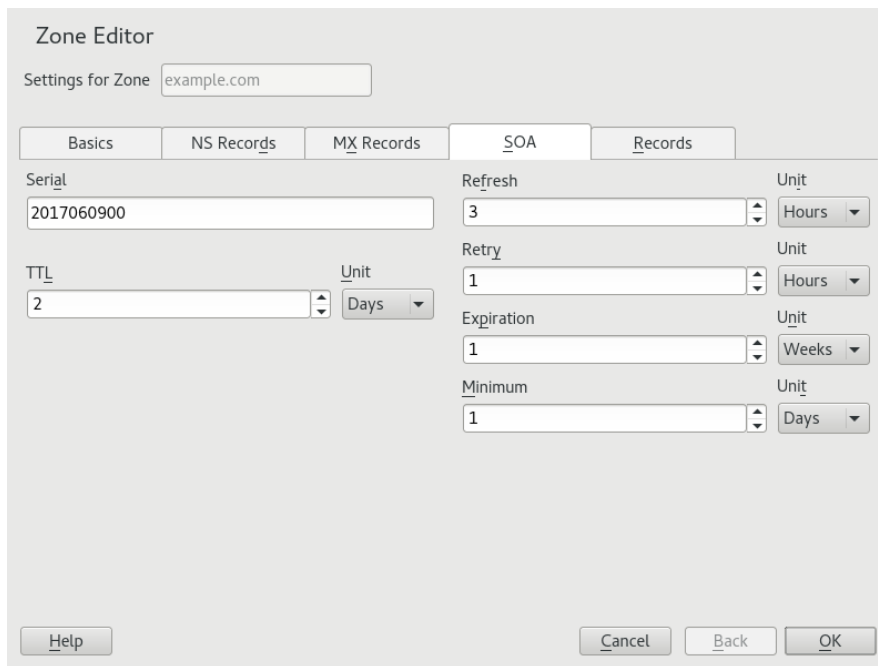 Zone Editor
Settings for Zone example.com
Basics NS Records MX Records SOA Records
Serial
2017060900
TTL Unit
2 Days
Refresh Unit
3 Hours
Retry Unit
1 Hours
Expiration Unit
1 Weeks
Minimum Unit
1 Days
Help Cancel Back OK